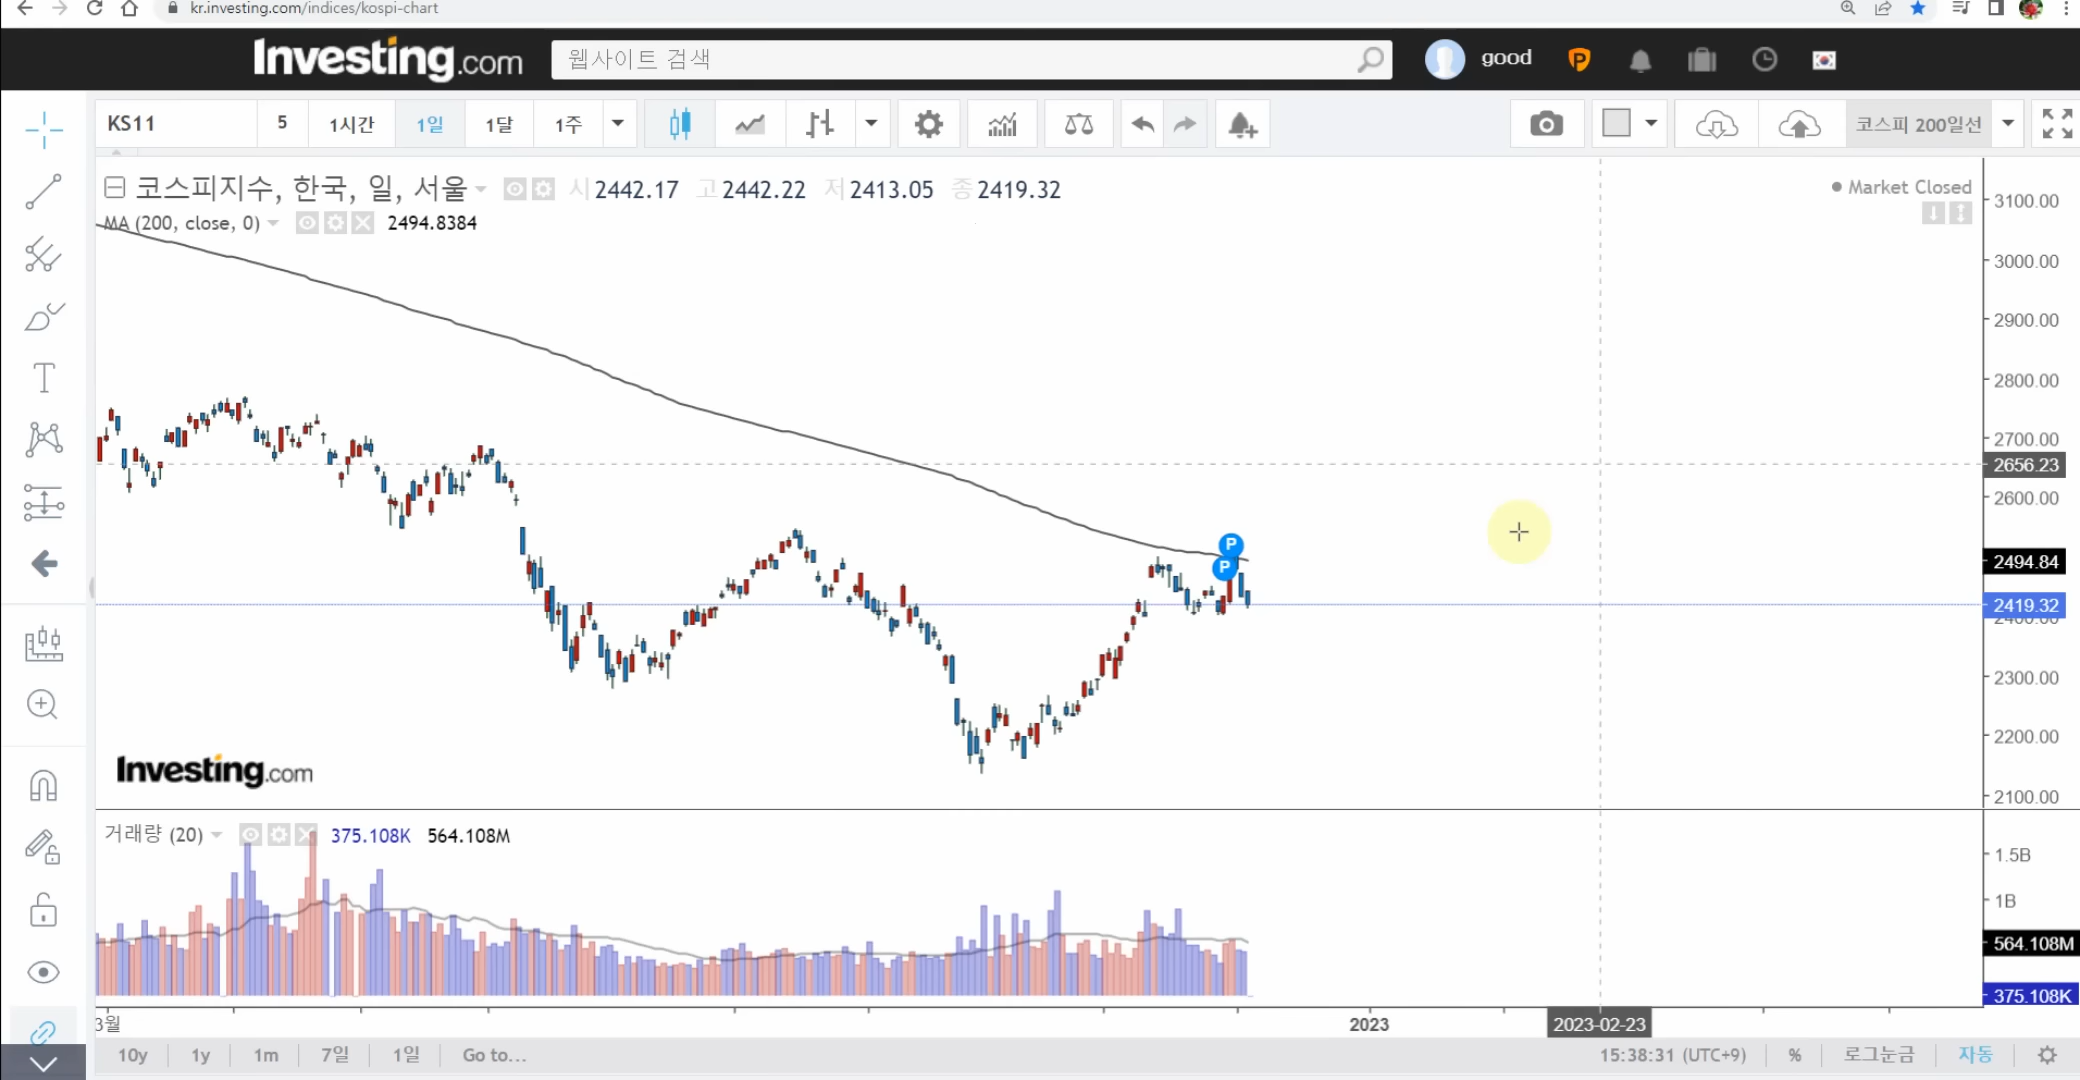 kr.investing.com/indices/kospi-chart
Investing.com 웹사이트 검색 good
KS11 5 1시간 1일 1달 1주 코스피 200일선
코스피지수, 한국, 일, 서울 시 2442.17 고 2442.22 저 2413.05 종 2419.32
Market Closed
MA (200, close, 0) 2494.8384
3100.00
3000.00
2900.00
2800.00
2700.00
2656.23
2600.00
P
P
2494.84
2419.32
2400.00
2300.00
2200.00
2100.00
Investing.com
거래량 (20) 375.108K 564.108M
1.5B
1B
564.108M
375.108K
3월 2023 2023-02-23
10y 1y 1m 7일 1일 Go to... 15:38:31 (UTC+9) % 로그눈금 자동